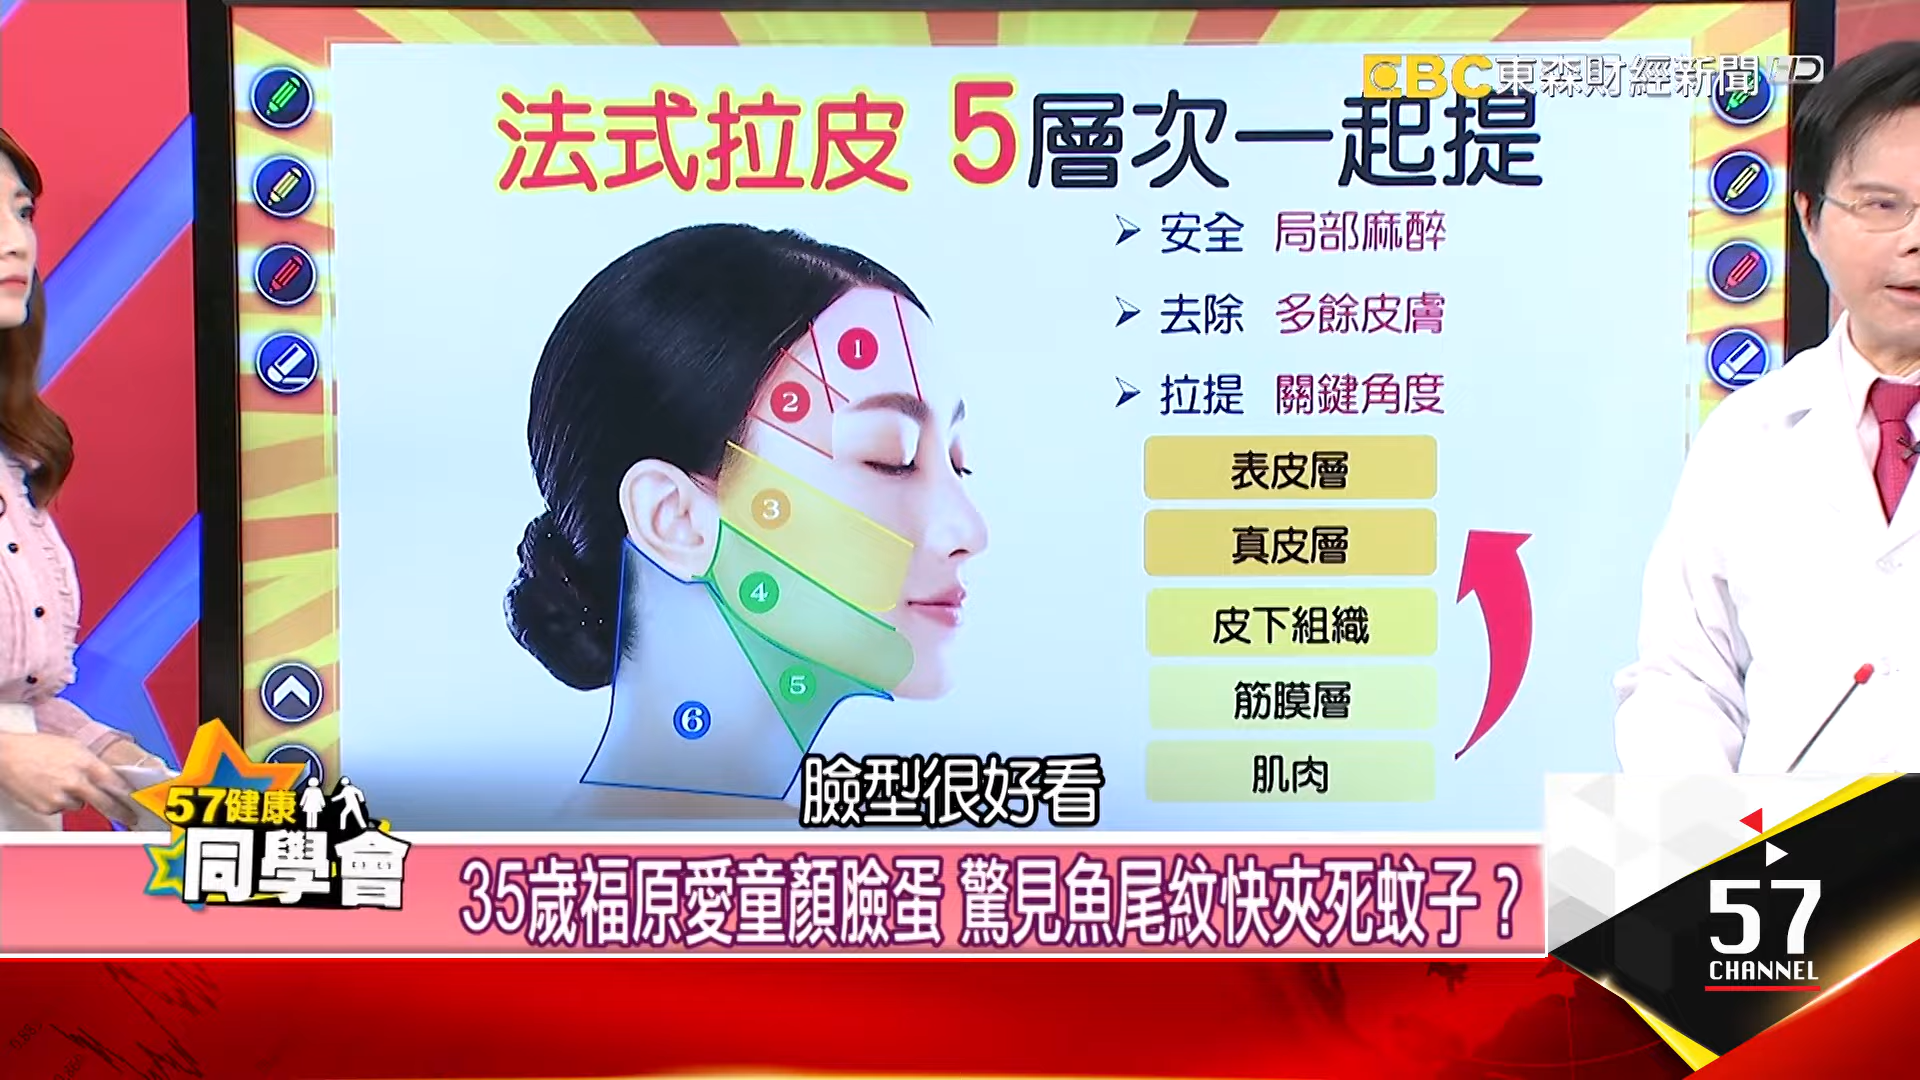 EBC東森財經新聞HD
法式拉皮 5層次一起提
安全 局部麻醉
去除 多餘皮膚
拉提 關鍵角度
1
2
3
4
5
6
表皮層
真皮層
皮下組織
筋膜層
肌肉
臉型很好看
57健康
同學會
35歲福原愛童顏臉蛋 驚見魚尾紋快夾死蚊子?
57
CHANNEL